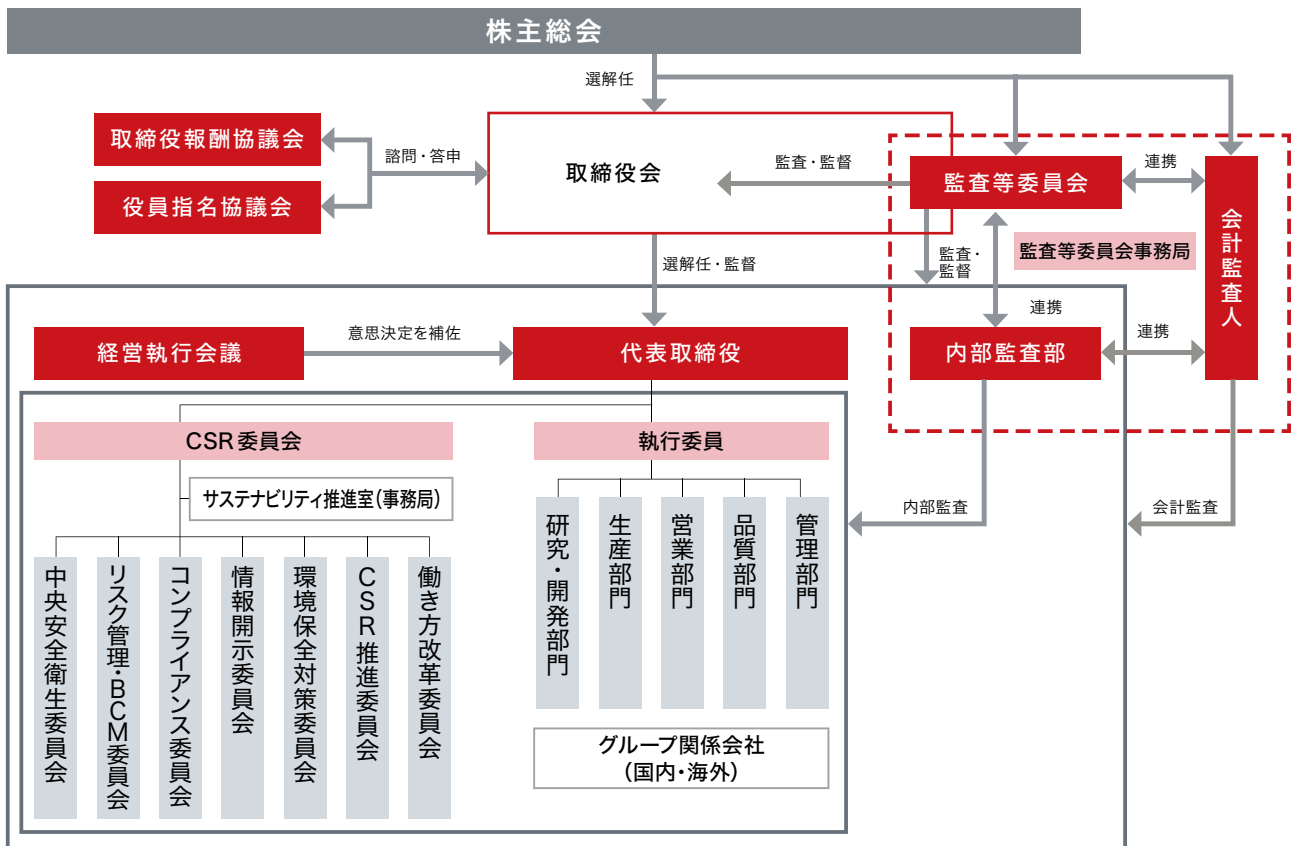 株主総会
選解任
取締役報酬協議会
役員指名協議会
諮問・答申
取締役会
監査・監督
監査等委員会
連携
会計監査人
監査等委員会事務局
監査・
監督
選解任・監督
連携
経営執行会議
意思決定を補佐
代表取締役
内部監査部
連携
CSR委員会
執行委員
サステナビリティ推進室(事務局)
内部監査
会計監査
中央安全衛生委員会
リスク管理・BCM委員会
コンプライアンス委員会
情報開示委員会
環境保全対策委員会
CSR推進委員会
働き方改革委員会
研究・開発部門
生産部門
営業部門
品質部門
管理部門
グループ関係会社
(国内・海外)